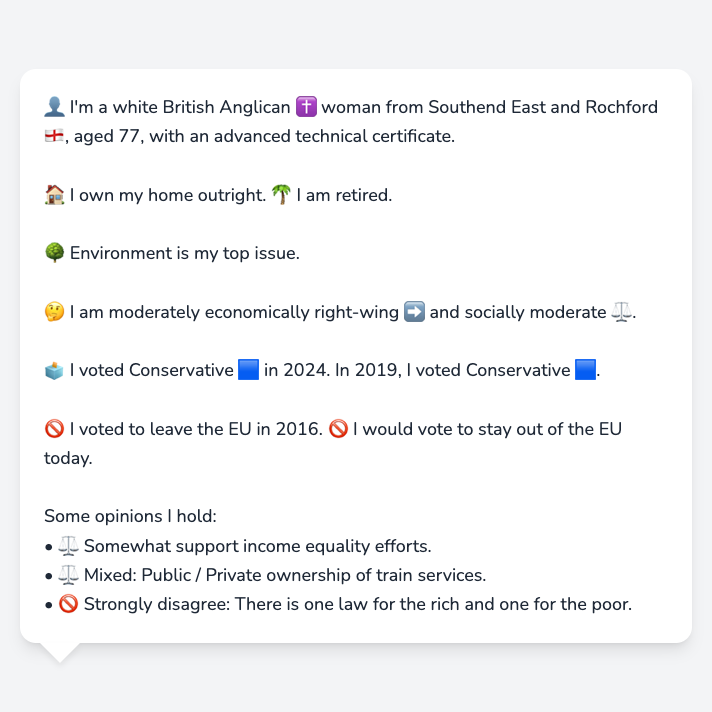 👤 I'm a white British Anglican ✝️ woman from Southend East and Rochford
🏴󠁧󠁢󠁥󠁮󠁧󠁿, aged 77, with an advanced technical certificate.
🏠 I own my home outright. 🌴 I am retired.
🌳 Environment is my top issue.
🤔 I am moderately economically right-wing ➡️ and socially moderate ⚖️.
🗳️ I voted Conservative 🟦 in 2024. In 2019, I voted Conservative 🟦.
🚫 I voted to leave the EU in 2016. 🚫 I would vote to stay out of the EU
today.
Some opinions I hold:
• ⚖️ Somewhat support income equality efforts.
• ⚖️ Mixed: Public / Private ownership of train services.
• 🚫 Strongly disagree: There is one law for the rich and one for the poor.